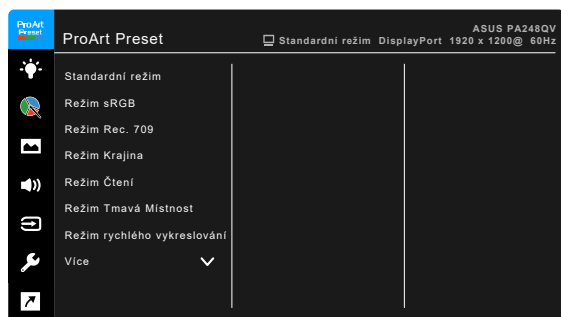 ProArt
Preset
ProArt Preset
ASUS PA248QV
Standardní režim DisplayPort 1920 x 1200@ 60Hz
Standardní režim
Režim sRGB
Režim Rec. 709
Režim Krajina
Režim Čtení
Režim Tmavá Místnost
Režim rychlého vykreslování
Více